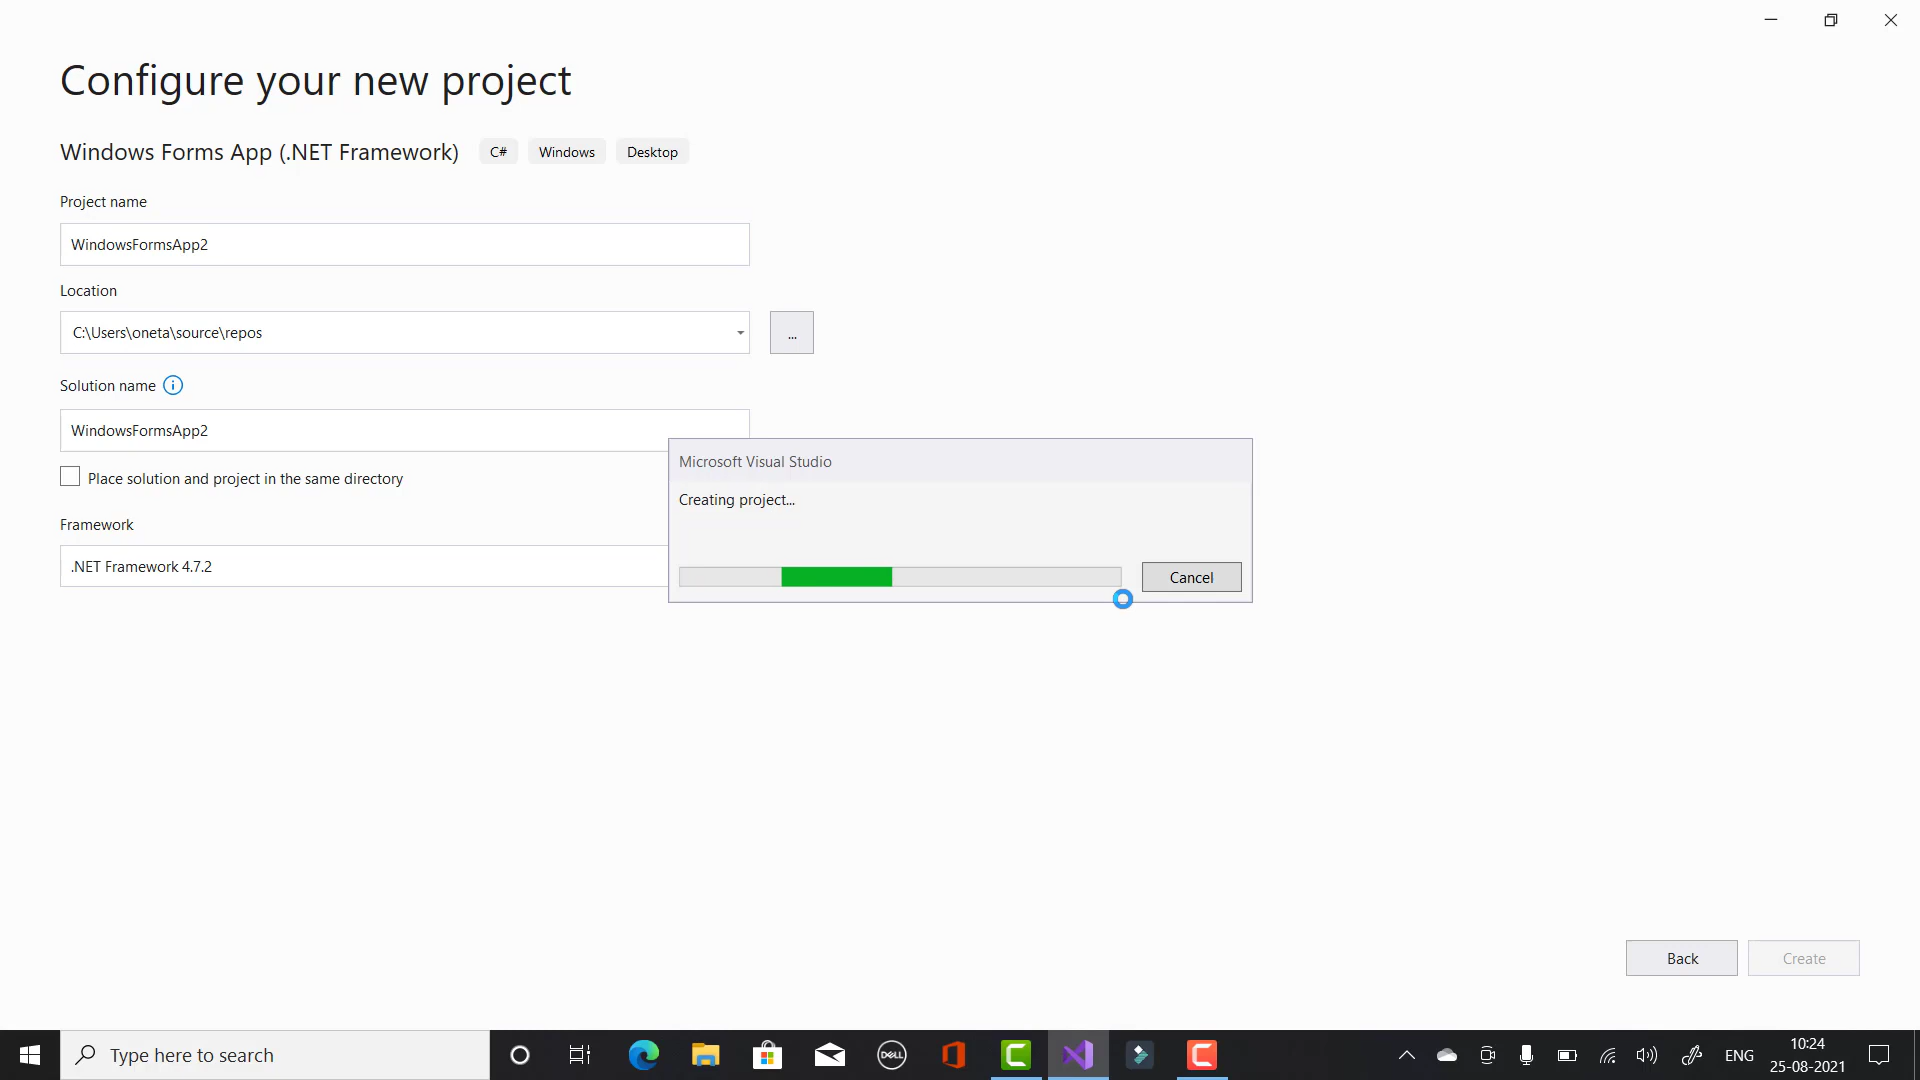 Configure your new project
Windows Forms App (.NET Framework) C# Windows Desktop
Project name
WindowsFormsApp2
Location
C:\Users\oneta\source\repos
...
Solution name
WindowsFormsApp2
Place solution and project in the same directory
Framework
.NET Framework 4.7.2
Microsoft Visual Studio
Creating project...
Cancel
Back Create
Type here to search
DELL
ENG
10:24
25-08-2021